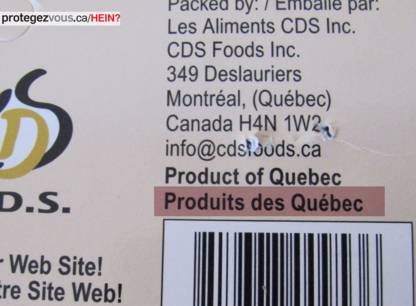 protegezvous.ca/HEIN?
Packed by: / Emballé par:
Les Aliments CDS Inc.
CDS Foods Inc.
349 Deslauriers
Montréal, (Québec)
Canada H4N 1W2
info@cdsfoods.ca
Product of Quebec
Produits des Québec
D.S.
r Web Site!
tre Site Web!